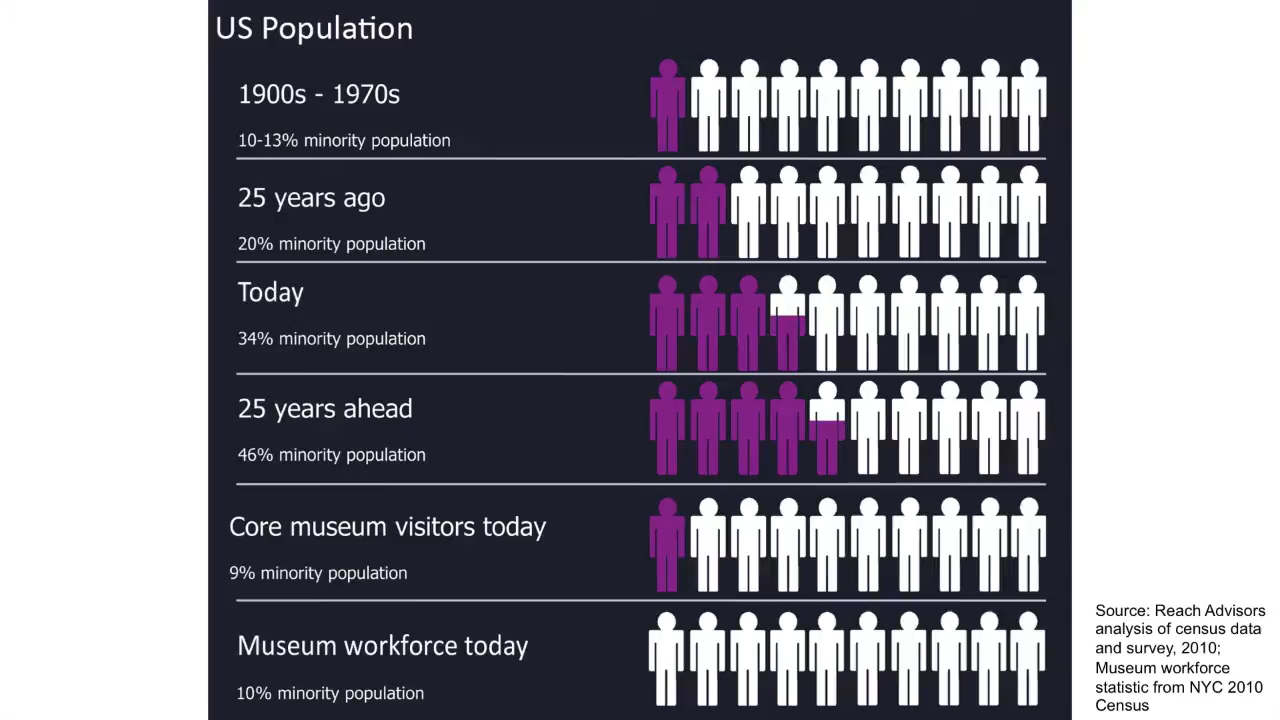 US Population
1900s - 1970s
10-13% minority population
25 years ago
20% minority population
Today
34% minority population
25 years ahead
46% minority population
Core museum visitors today
9% minority population
Museum workforce today
10% minority population
Source: Reach Advisors
analysis of census data
and survey, 2010;
Museum workforce
statistic from NYC 2010
Census